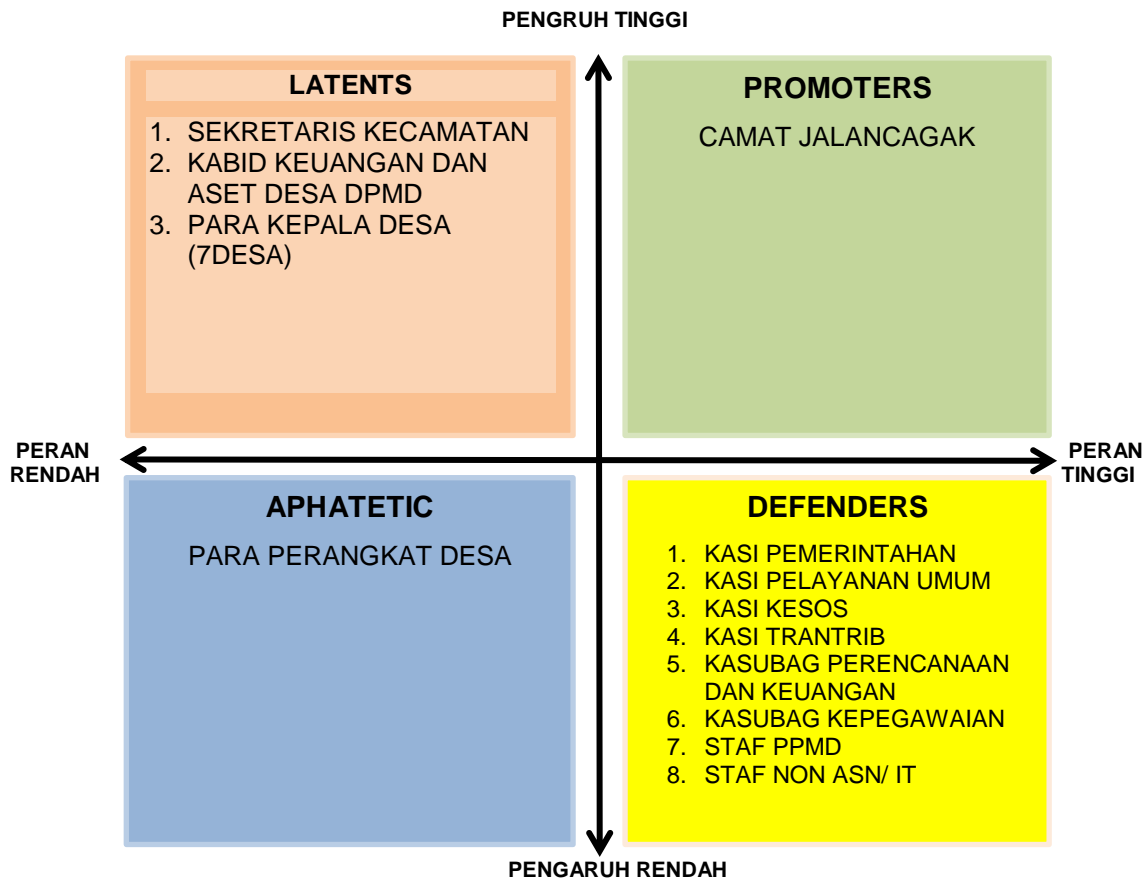 PENGRUH TINGGI
LATENTS
1. SEKRETARIS KECAMATAN
2. KABID KEUANGAN DAN
ASET DESA DPMD
3. PARA KEPALA DESA
(7DESA)
PROMOTERS
CAMAT JALANCAGAK
PERAN
RENDAH
PERAN
TINGGI
APHATETIC
PARA PERANGKAT DESA
DEFENDERS
1. KASI PEMERINTAHAN
2. KASI PELAYANAN UMUM
3. KASI KESOS
4. KASI TRANTRIB
5. KASUBAG PERENCANAAN
DAN KEUANGAN
6. KASUBAG KEPEGAWAIAN
7. STAF PPMD
8. STAF NON ASN/ IT
PENGARUH RENDAH